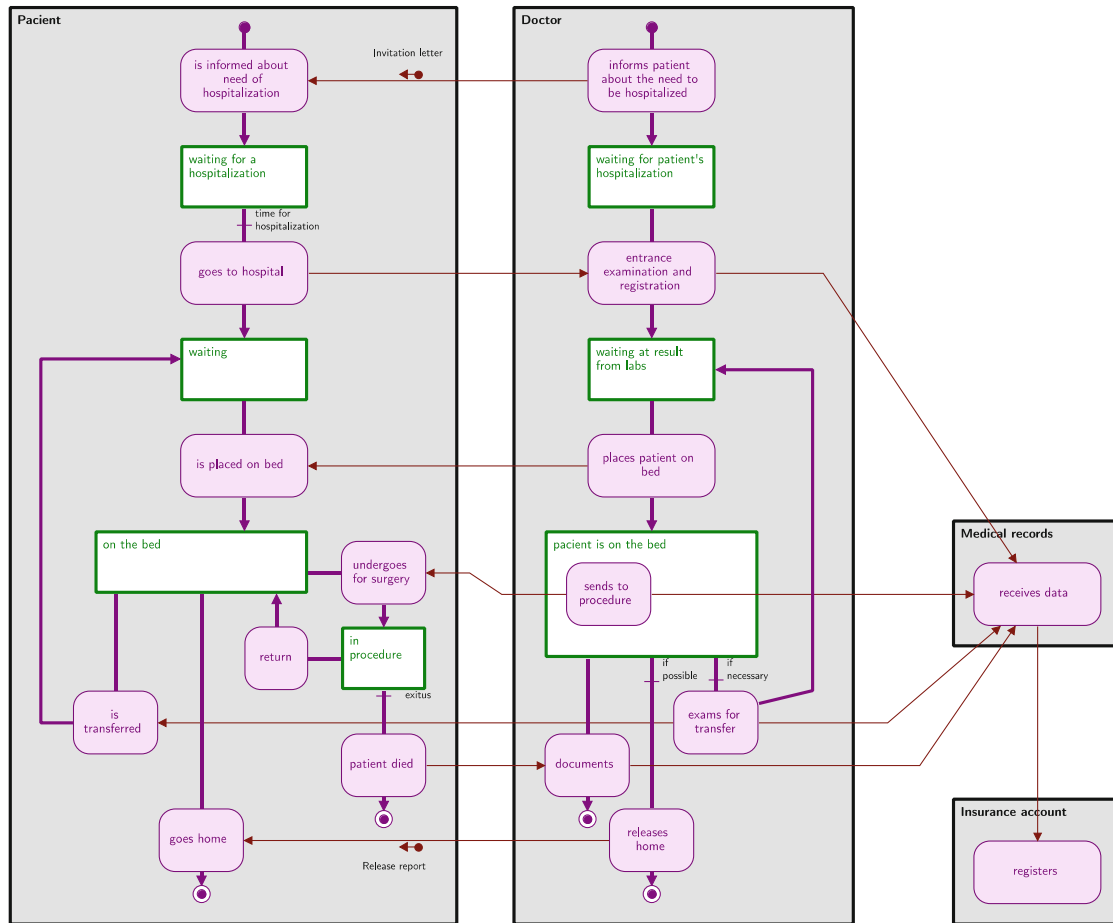 Pacient
Doctor
Invitation letter
is informed about
need of
hospitalization
informs patient
about the need to
be hospitalized
waiting for a
hospitalization
waiting for patient's
hospitalization
time for
hospitalization
goes to hospital
entrance
examination and
registration
waiting
waiting at result
from labs
is placed on bed
places patient on
bed
on the bed
undergoes
for surgery
pacient is on the bed
sends to
procedure
Medical records
receives data
return
in
procedure
exitus
if
possible
if
necessary
is
transferred
exams for
transfer
patient died
documents
goes home
releases
home
Release report
Insurance account
registers